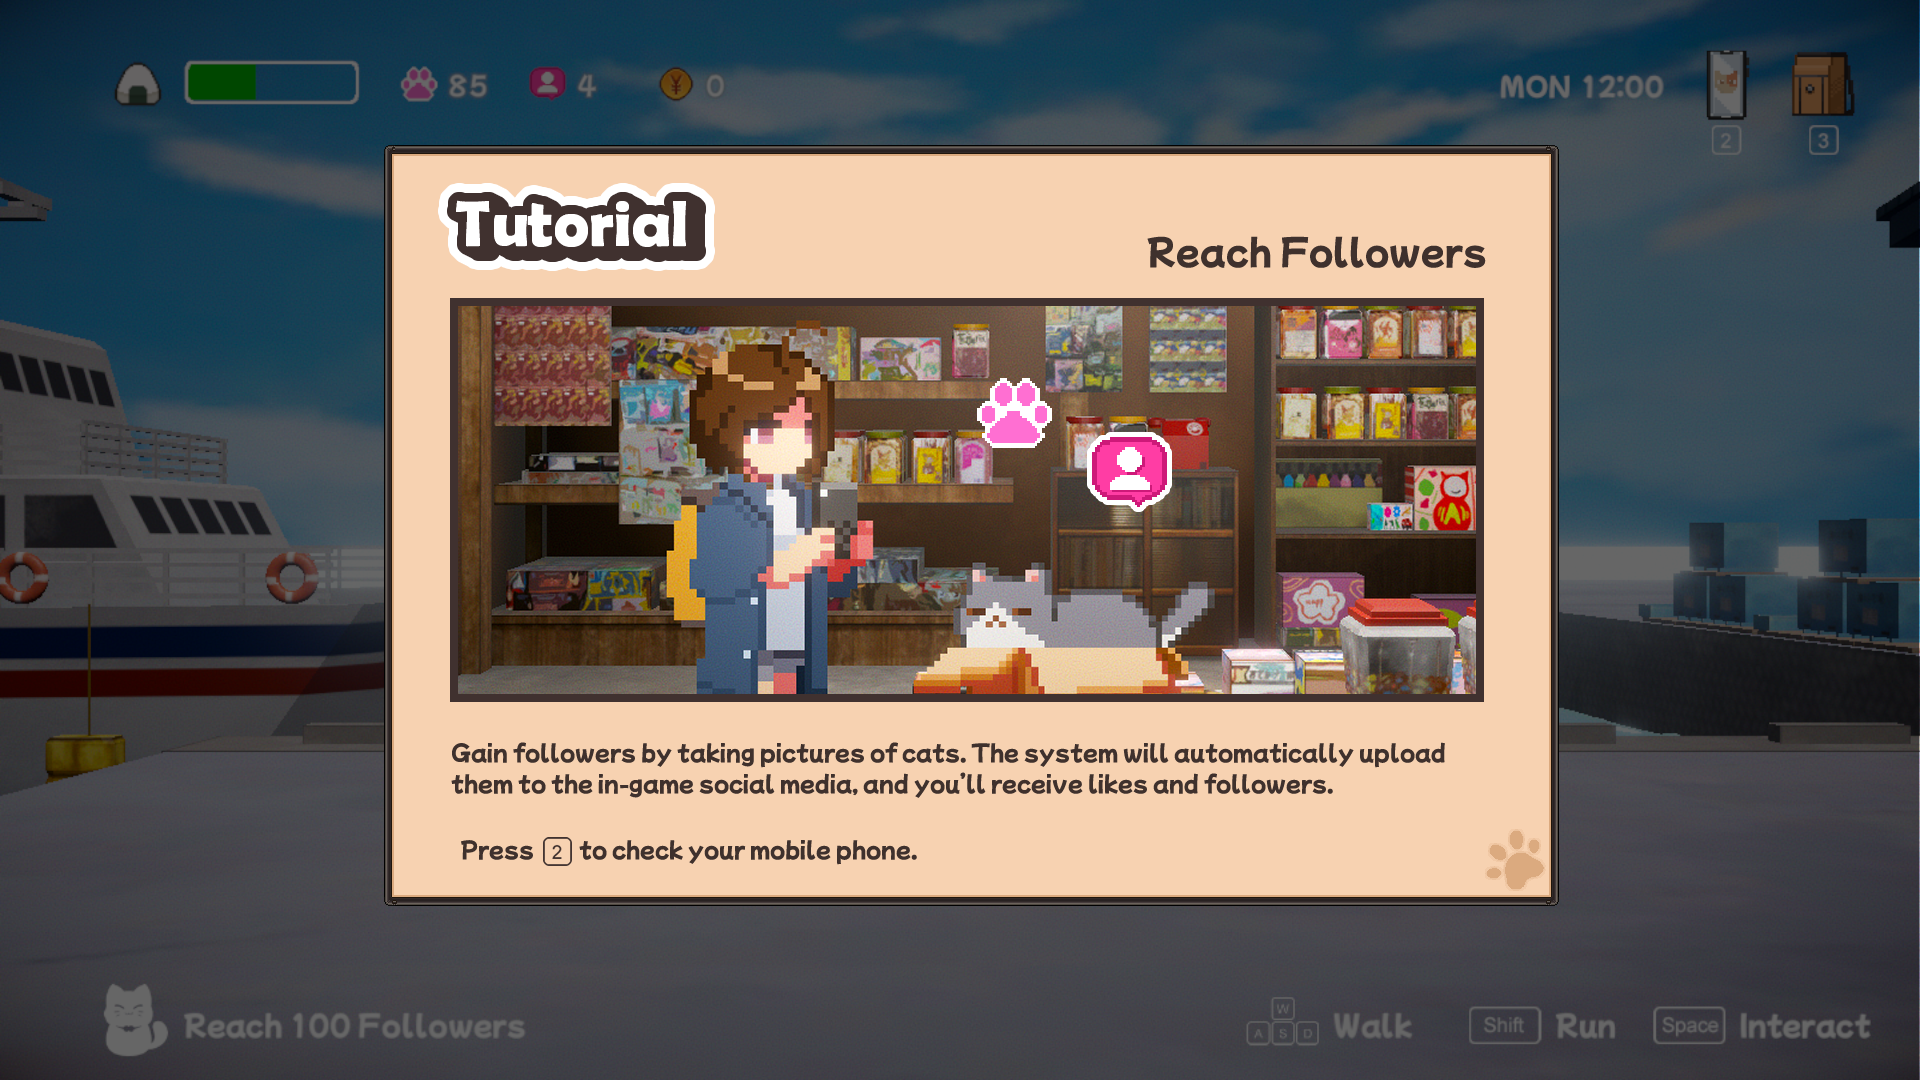 85
4
¥
0
MON 12:00
2
3
Tutorial
Reach Followers
Gain followers by taking pictures of cats. The system will automatically upload
them to the in-game social media, and you'll receive likes and followers.
Press 2 to check your mobile phone.
Reach 100 Followers
W
A S D
Walk
Shift Run
Space Interact